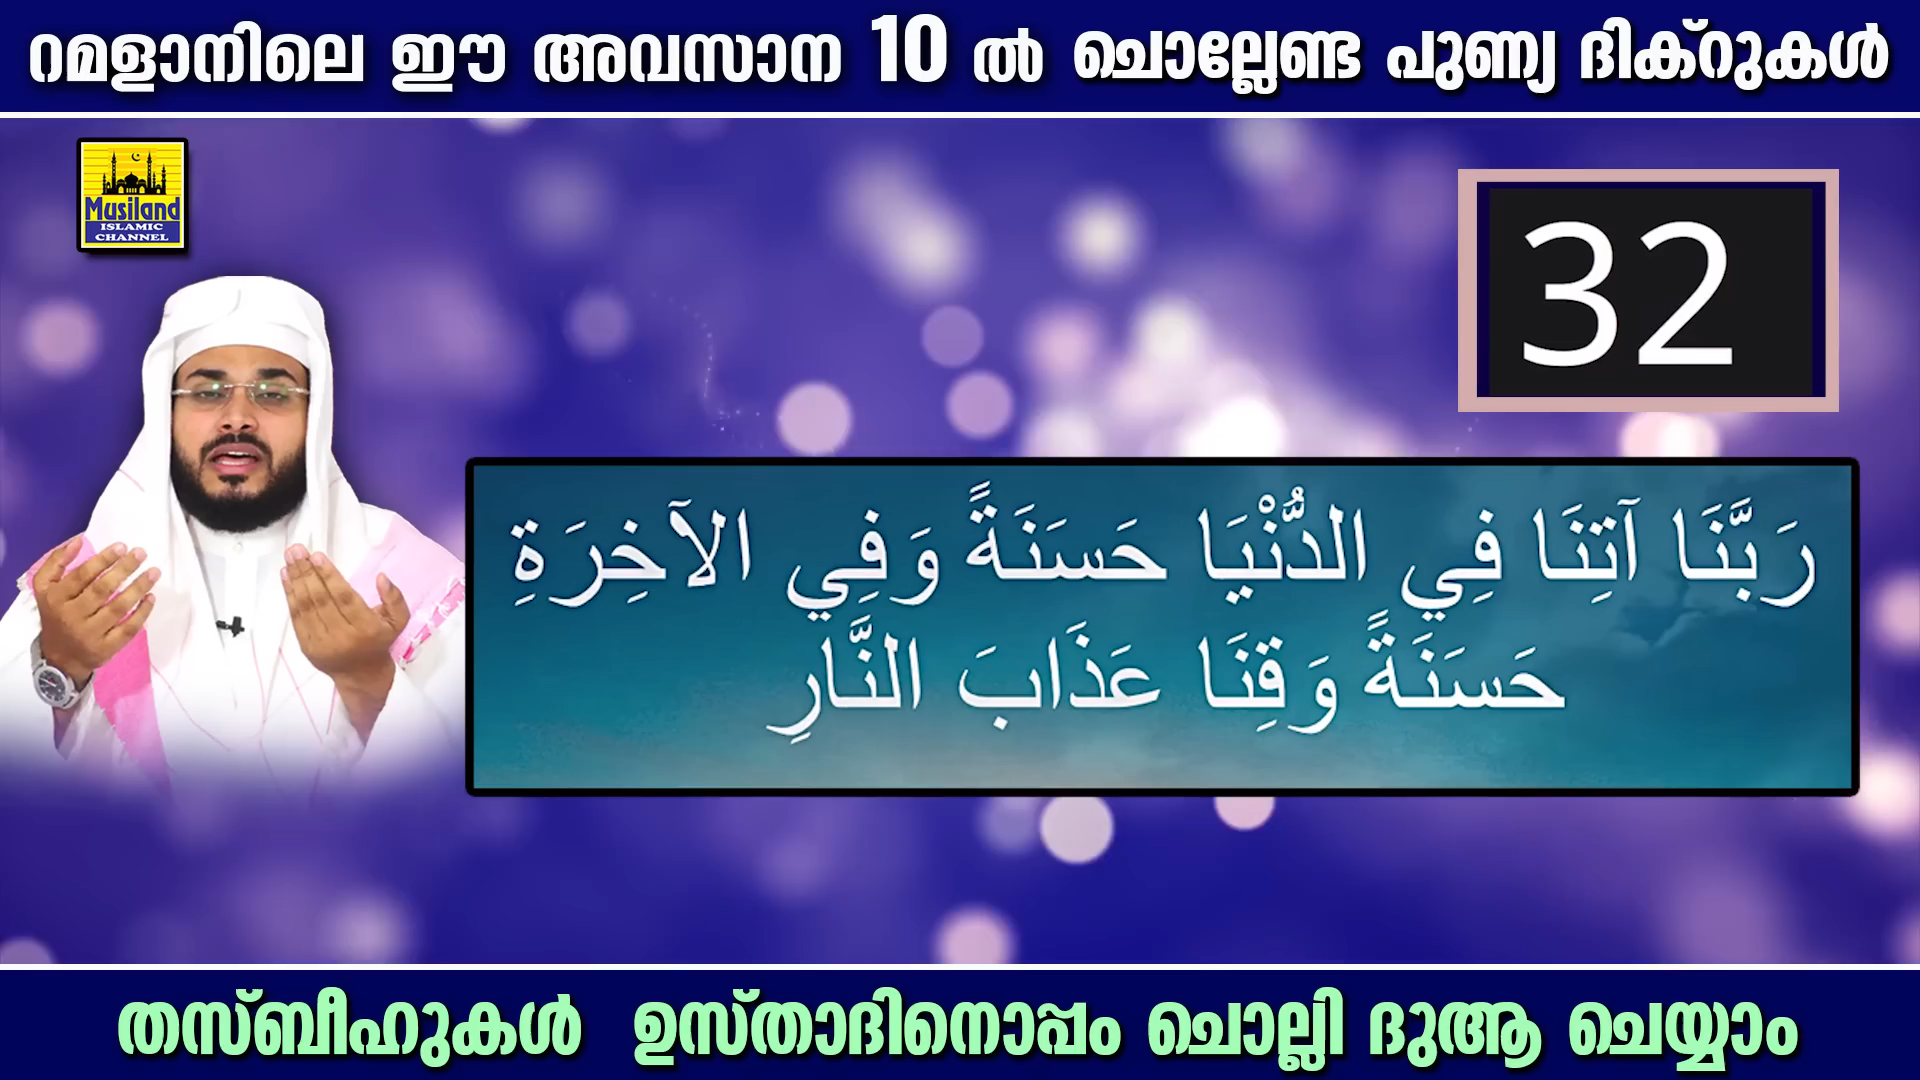 റമളാനിലെ ഈ അവസാന 10 ൽ ചൊല്ലേണ്ട പുണ്യ ദിക്റുകൾ
Musiland
ISLAMIC
CHANNEL
32
رَبَّنَا آتِنَا فِي الدُّنْيَا حَسَنَةً وَفِي الآخِرَةِ
حَسَنَةً وَقِنَا عَذَابَ النَّارِ
തസ്ബീഹുകൾ ഉസ്താദിനൊപ്പം ചൊല്ലി ദുആ ചെയ്യാം